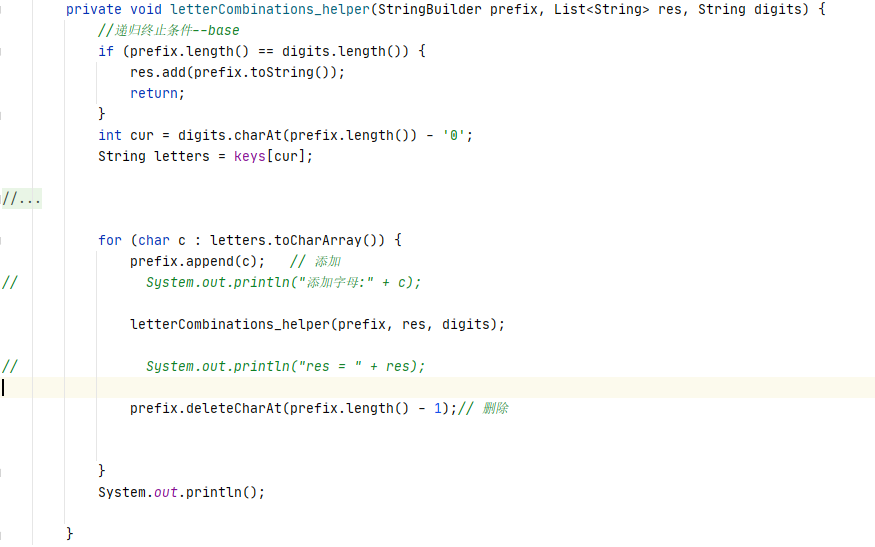 private void letterCombinations_helper(StringBuilder prefix, List<String> res, String digits) {
//递归终止条件--base
if (prefix.length() == digits.length()) {
res.add(prefix.toString());
return;
}
int cur = digits.charAt(prefix.length()) - '0';
String letters = keys[cur];
//...
for (char c : letters.toCharArray()) {
prefix.append(c);   // 添加
//                System.out.println("添加字母:" + c);
letterCombinations_helper(prefix, res, digits);
//                System.out.println("res = " + res);
prefix.deleteCharAt(prefix.length() - 1);// 删除
}
System.out.println();
}